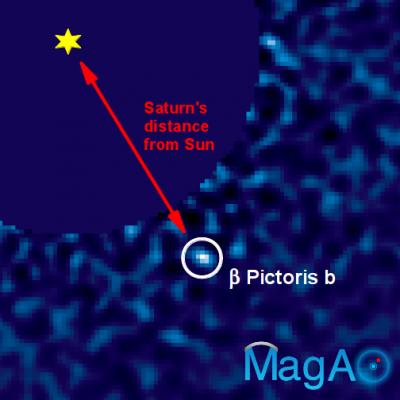 Saturn's
distance
from Sun
β Pictoris b
MagAO